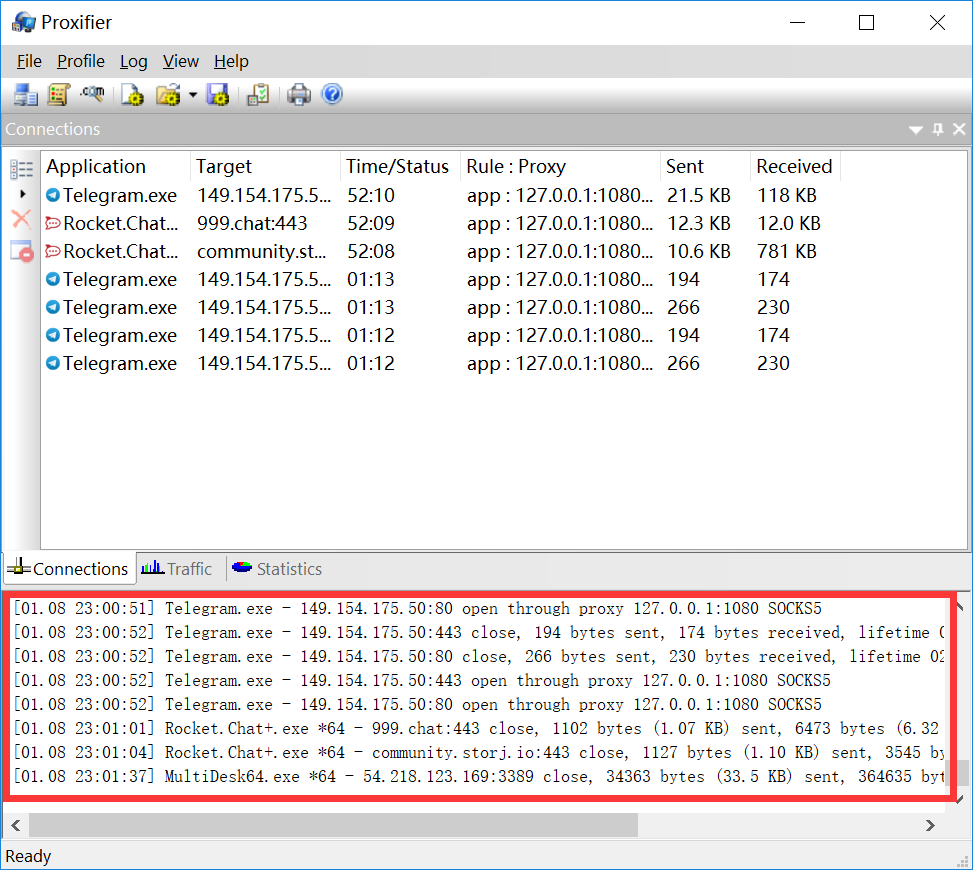 Proxifier
File Profile Log View Help
Connections
Application Target Time/Status Rule : Proxy Sent Received
Telegram.exe 149.154.175.5... 52:10 app : 127.0.0.1:1080... 21.5 KB 118 KB
Rocket.Chat... 999.chat:443 52:09 app : 127.0.0.1:1080... 12.3 KB 12.0 KB
Rocket.Chat... community.st... 52:08 app : 127.0.0.1:1080... 10.6 KB 781 KB
Telegram.exe 149.154.175.5... 01:13 app : 127.0.0.1:1080... 194 174
Telegram.exe 149.154.175.5... 01:13 app : 127.0.0.1:1080... 266 230
Telegram.exe 149.154.175.5... 01:12 app : 127.0.0.1:1080... 194 174
Telegram.exe 149.154.175.5... 01:12 app : 127.0.0.1:1080... 266 230
Connections Traffic Statistics
[01.08 23:00:51] Telegram.exe - 149.154.175.50:80 open through proxy 127.0.0.1:1080 SOCKS5
[01.08 23:00:52] Telegram.exe - 149.154.175.50:443 close, 194 bytes sent, 174 bytes received, lifetime 0
[01.08 23:00:52] Telegram.exe - 149.154.175.50:80 close, 266 bytes sent, 230 bytes received, lifetime 02
[01.08 23:00:52] Telegram.exe - 149.154.175.50:443 open through proxy 127.0.0.1:1080 SOCKS5
[01.08 23:00:52] Telegram.exe - 149.154.175.50:80 open through proxy 127.0.0.1:1080 SOCKS5
[01.08 23:01:01] Rocket.Chat+.exe *64 - 999.chat:443 close, 1102 bytes (1.07 KB) sent, 6473 bytes (6.32
[01.08 23:01:04] Rocket.Chat+.exe *64 - community.storj.io:443 close, 1127 bytes (1.10 KB) sent, 3545 by
[01.08 23:01:37] MultiDesk64.exe *64 - 54.218.123.169:3389 close, 34363 bytes (33.5 KB) sent, 364635 byt
Ready